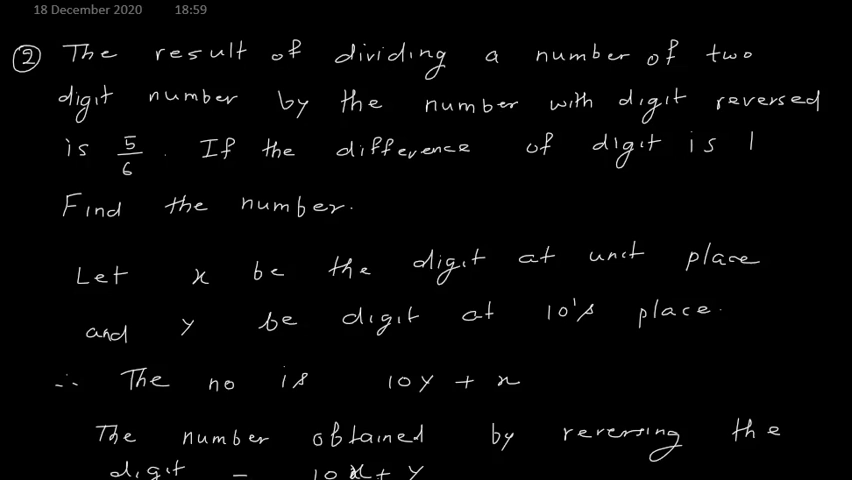 18 December 2020 18:59
② The result of dividing a number of two
digit number by the number with digit reversed
is 5/6. If the difference of digit is 1
Find the number.
Let x be the digit at unit place
and y be digit at 10's place.
∴ The no is 10y + x
The number obtained by reversing the
digit = 10x + y